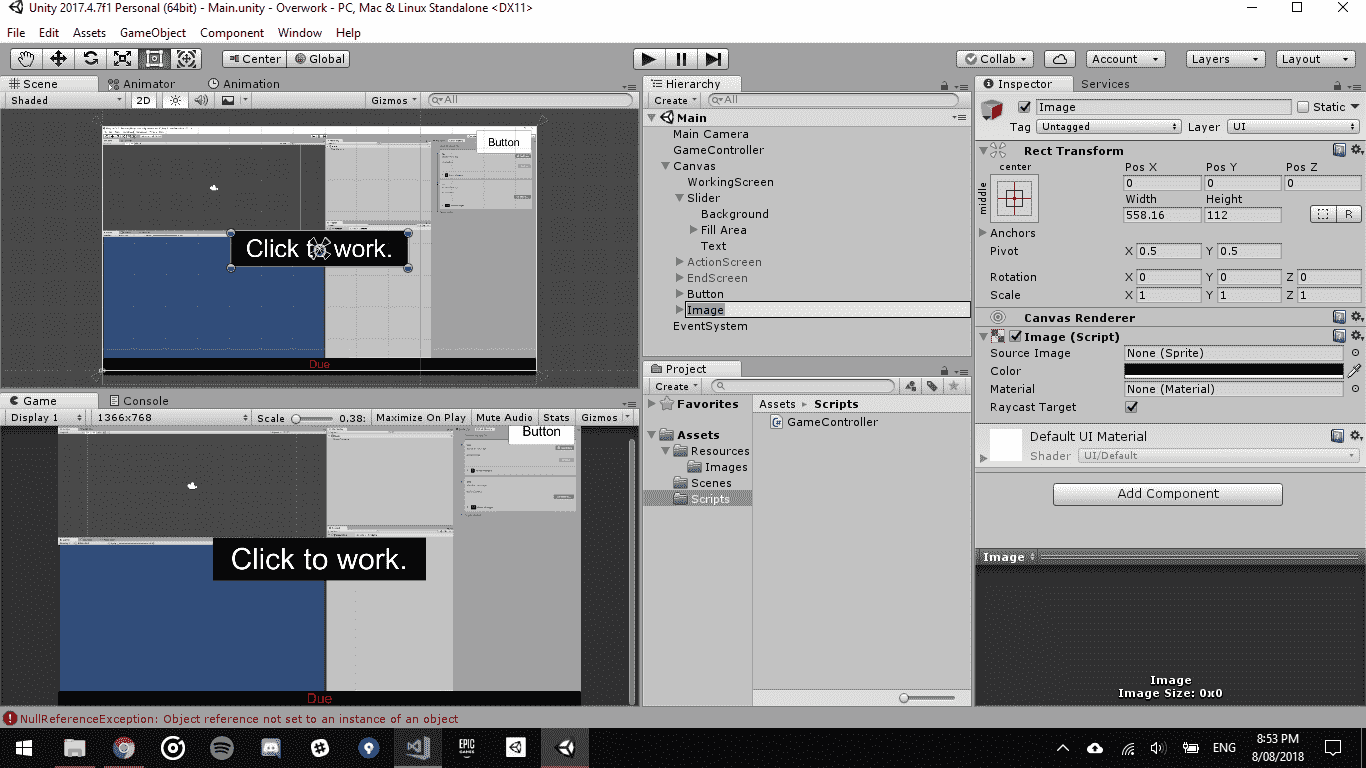 Unity 2017.4.7f1 Personal (64bit) - Main.unity - Overwork - PC, Mac & Linux Standalone <DX11>
File Edit Assets GameObject Component Window Help
Center Global Collab Account Layers Layout
Scene Animator Animation
Shaded 2D Gizmos All
Button
Click to work.
Due
Game Console
Display 1 1366x768 Scale 0.38: Maximize On Play Mute Audio Stats Gizmos
Button
Click to work.
Due
Hierarchy
Create All
Main
Main Camera
GameController
Canvas
WorkingScreen
Slider
Background
Fill Area
Text
ActionScreen
EndScreen
Button
Image
EventSystem
Project
Create
Favorites
Assets
Resources
Images
Scenes
Scripts
Assets Scripts
GameController
Inspector Services
Image Static
Tag Untagged Layer UI
Rect Transform
center
middle
Pos X Pos Y Pos Z
0 0 0
Width Height
558.16 112 R
Anchors
Pivot X 0.5 Y 0.5
Rotation X 0 Y 0 Z 0
Scale X 1 Y 1 Z 1
Canvas Renderer
Image (Script)
Source Image None (Sprite)
Color
Material None (Material)
Raycast Target
Default UI Material
Shader UI/Default
Add Component
Image
Image
Image Size: 0x0
NullReferenceException: Object reference not set to an instance of an object
EPIC
GAMES
ENG
8:53 PM
8/08/2018